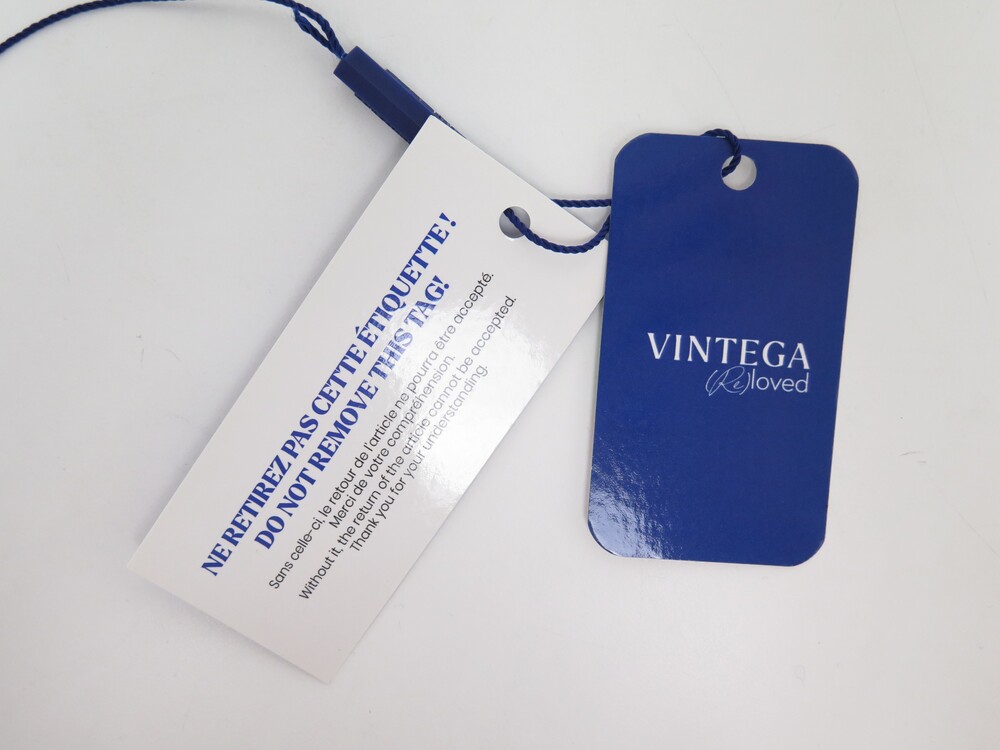 NE RETIREZ PAS CETTE ÉTIQUETTE !
DO NOT REMOVE THIS TAG!
Sans celle-ci, le retour de l'article ne pourra être accepté.
Merci de votre compréhension.
Without it, the return of the article cannot be accepted.
Thank you for your understanding.
VINTEGA
(Re)loved